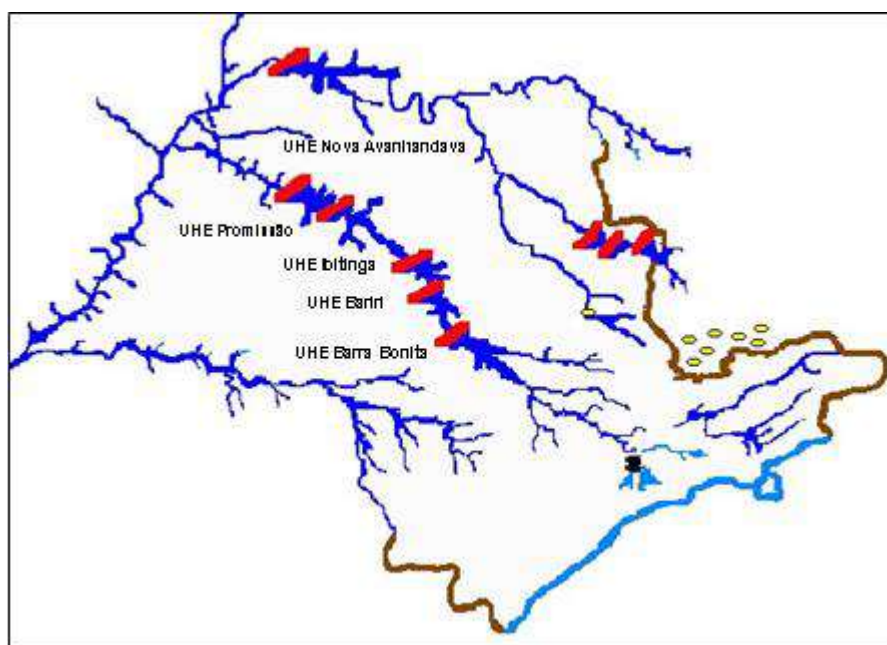 UHE Nova Avanhandava
UHE Promissão
UHE Ibitinga
UHE Bariri
UHE Barra Bonita